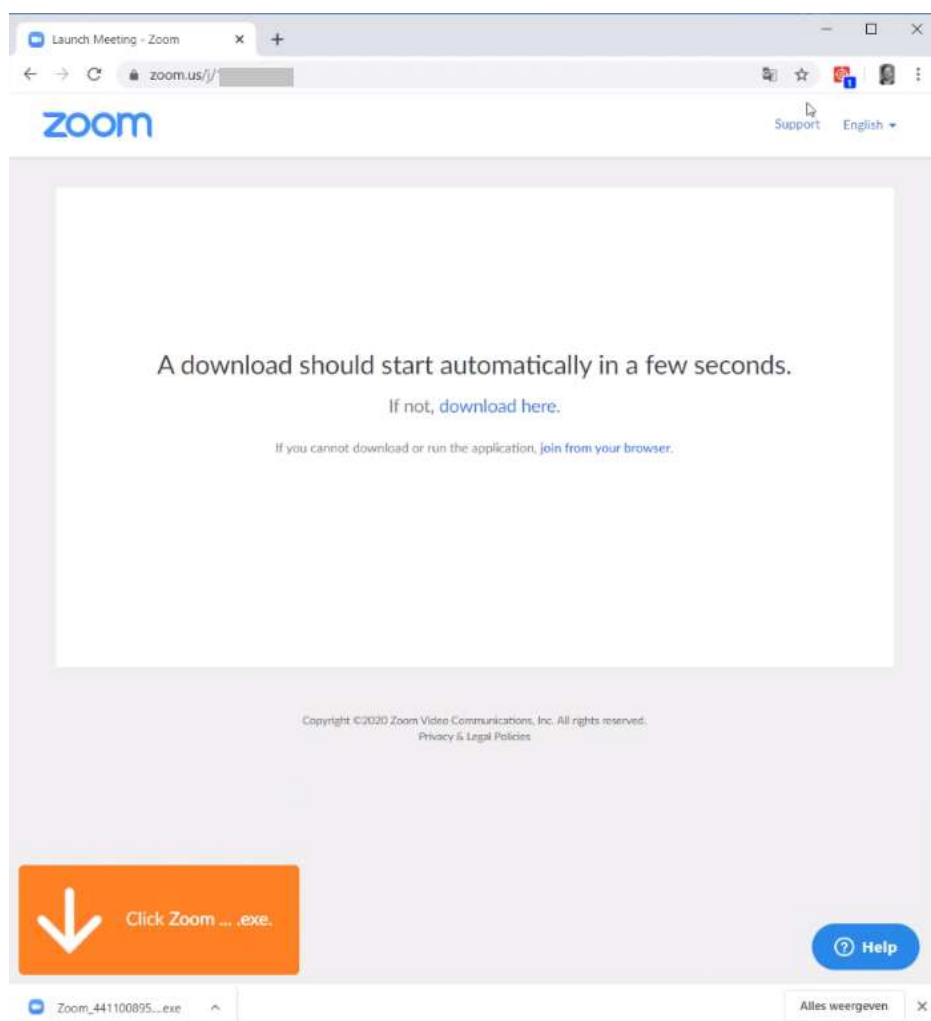 Launch Meeting - Zoom
zoom.us/j/
zoom
Support English
A download should start automatically in a few seconds.
If not, download here.
If you cannot download or run the application, join from your browser.
Copyright ©2020 Zoom Video Communications, Inc. All rights reserved.
Privacy & Legal Policies
Click Zoom ... .exe.
Help
Zoom_441100895....exe
Alles weergeven